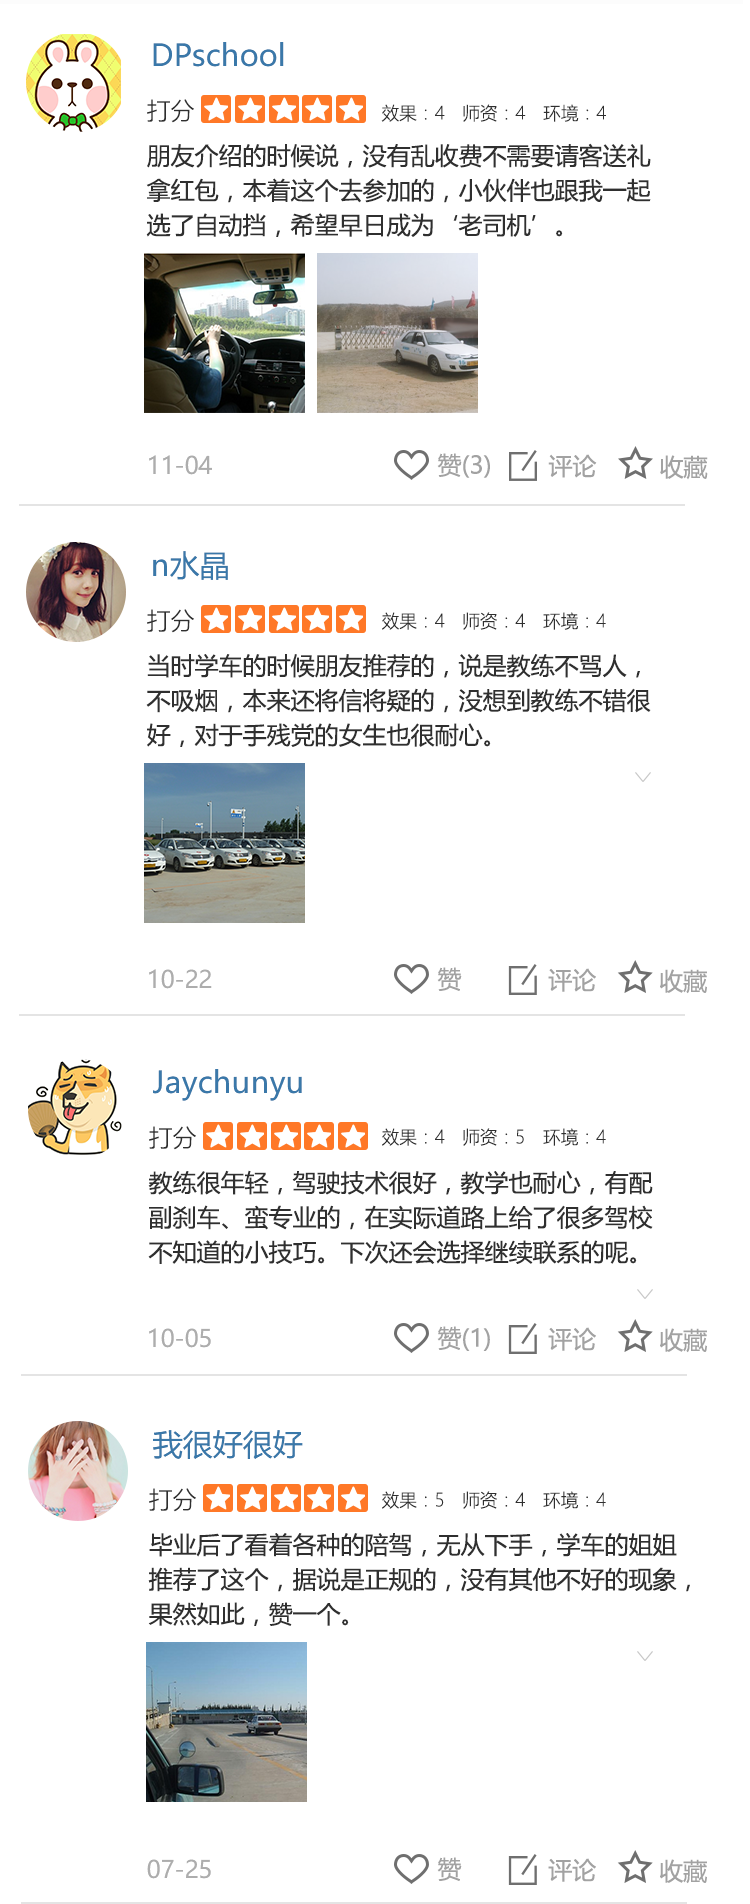 DPschool
打分 效果：4 师资：4 环境：4
朋友介绍的时候说，没有乱收费不需要请客送礼
拿红包，本着这个去参加的，小伙伴也跟我一起
选了自动挡，希望早日成为‘老司机’。
11-04 赞(3) 评论 收藏
n水晶
打分 效果：4 师资：4 环境：4
当时学车的时候朋友推荐的，说是教练不骂人，
不吸烟，本来还将信将疑的，没想到教练不错很
好，对于手残党的女生也很耐心。
10-22 赞 评论 收藏
Jaychunyu
打分 效果：4 师资：5 环境：4
教练很年轻，驾驶技术很好，教学也耐心，有配
副刹车、蛮专业的，在实际道路上给了很多驾校
不知道的小技巧。下次还会选择继续联系的呢。
10-05 赞(1) 评论 收藏
我很好很好
打分 效果：5 师资：4 环境：4
毕业后了看着各种的陪驾，无从下手，学车的姐姐
推荐了这个，据说是正规的，没有其他不好的现象，
果然如此，赞一个。
07-25 赞 评论 收藏